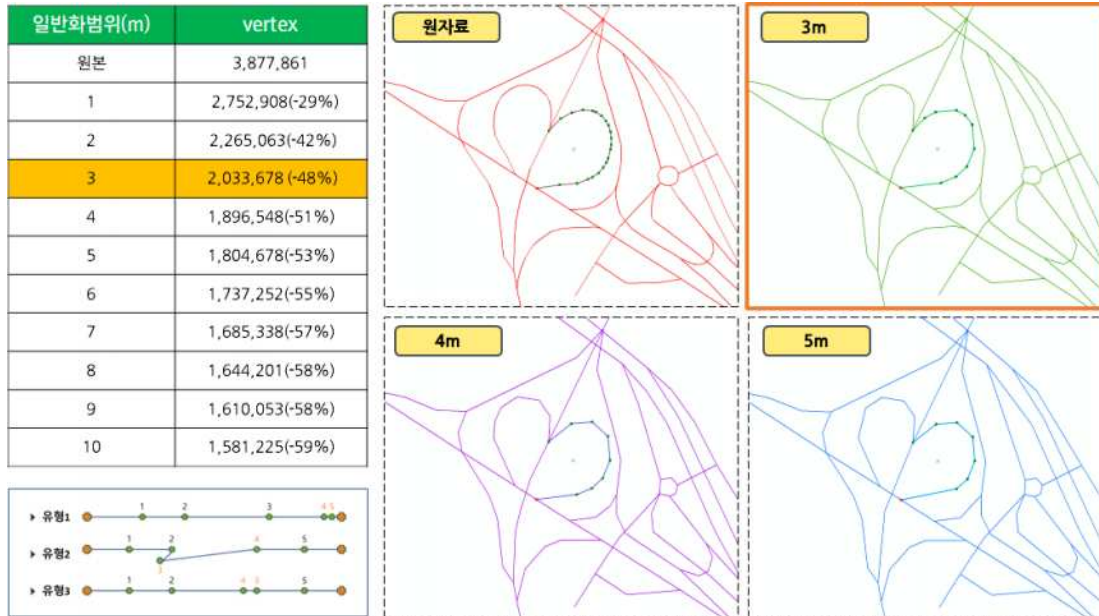 일반화범위(m) vertex
원본 3,877,861
1 2,752,908(-29%)
2 2,265,063(-42%)
3 2,033,678 (-48%)
4 1,896,548(-51%)
5 1,804,678(-53%)
6 1,737,252(-55%)
7 1,685,338(-57%)
8 1,644,201(-58%)
9 1,610,053(-58%)
10 1,581,225(-59%)
원자료
3m
4m
5m
유형1 1 2 3 4 5
유형2 1 2 3 4 5
유형3 1 2 4 5